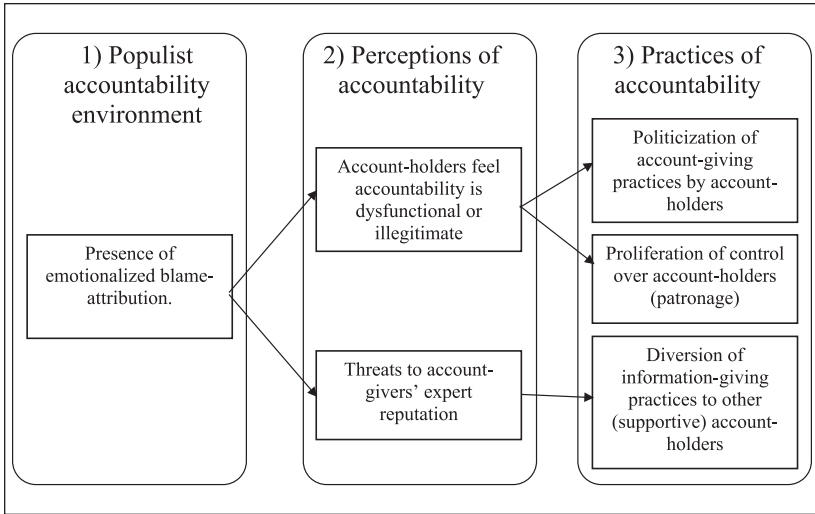 1) Populist
accountability
environment
Presence of
emotionalized blame-
attribution.
2) Perceptions of
accountability
Account-holders feel
accountability is
dysfunctional or
illegitimate
Threats to account-
givers’ expert
reputation
3) Practices of
accountability
Politicization of
account-giving
practices by account-
holders
Proliferation of control
over account-holders
(patronage)
Diversion of
information-giving
practices to other
(supportive) account-
holders